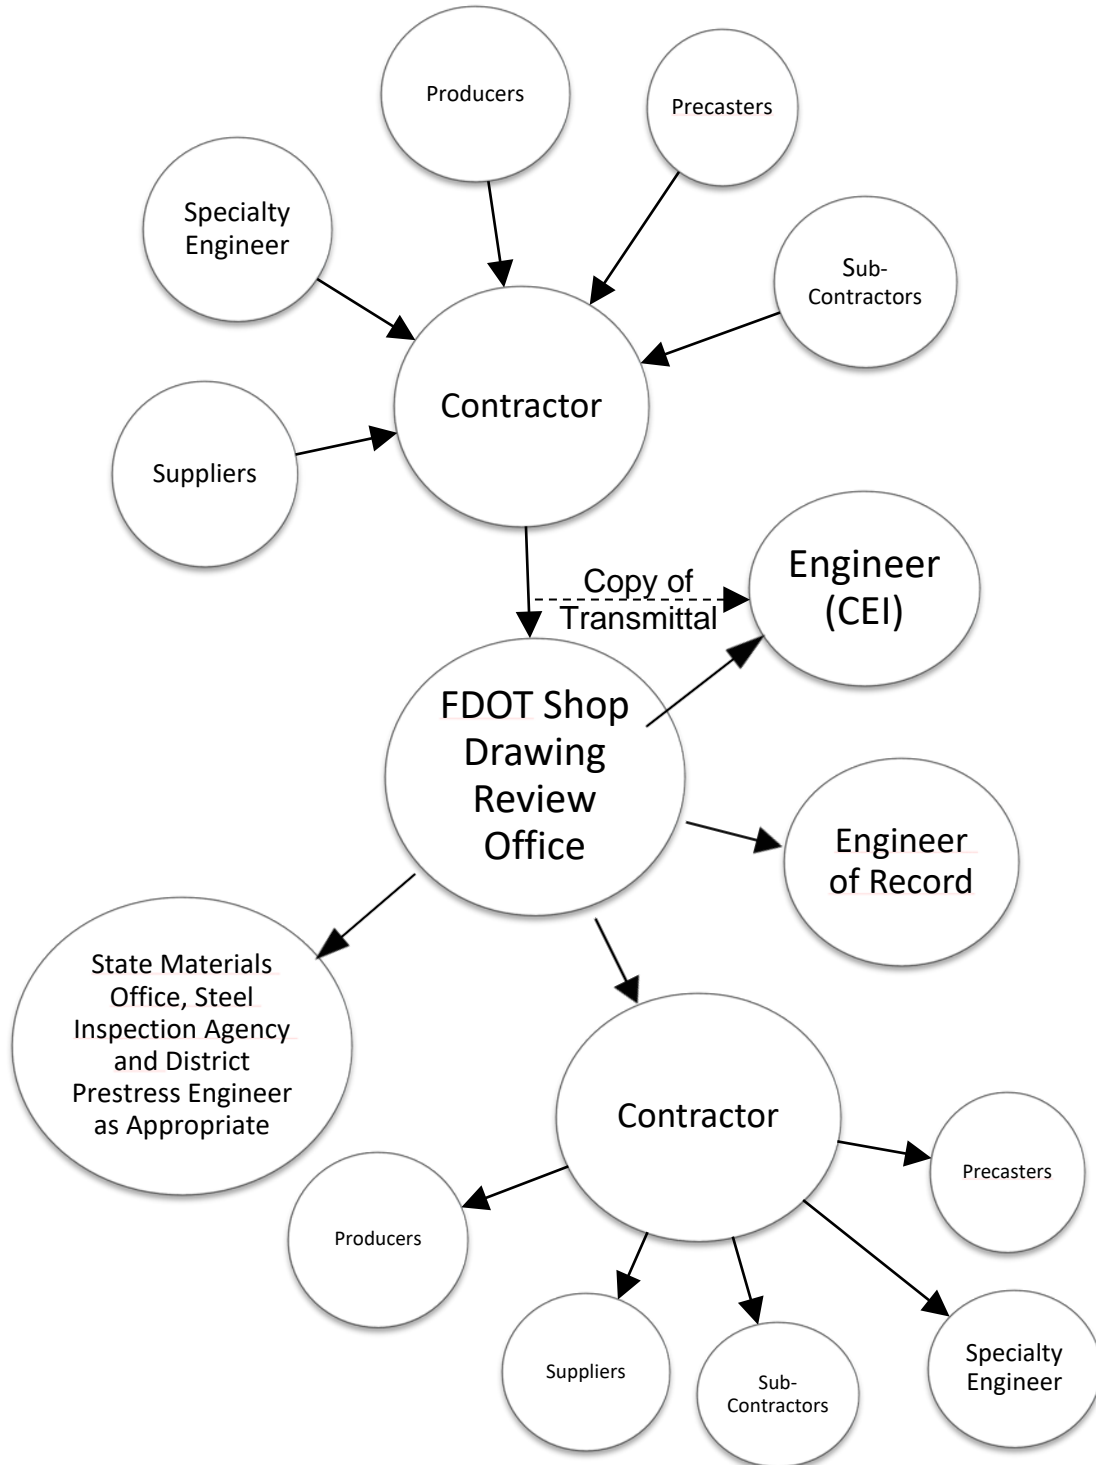 Producers
Precasters
Specialty
Engineer
Sub-
Contractors
Contractor
Suppliers
Copy of
Transmittal
Engineer
(CEI)
FDOT Shop
Drawing
Review
Office
Engineer
of Record
State Materials
Office, Steel
Inspection Agency
and District
Prestress Engineer
as Appropriate
Contractor
Precasters
Producers
Suppliers
Sub-
Contractors
Specialty
Engineer